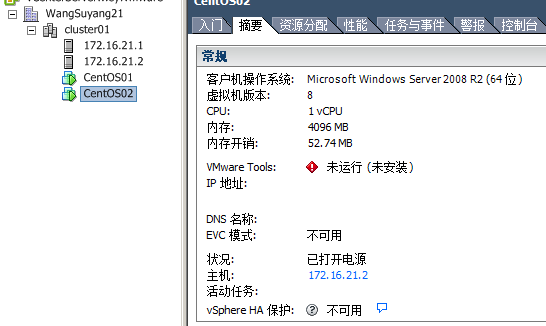 WangSuyang21
cluster01
172.16.21.1
172.16.21.2
CentOS01
CentOS02
CentOS02
入门 摘要 资源分配 性能 任务与事件 警报 控制台
常规
客户机操作系统: Microsoft Windows Server 2008 R2 (64 位)
虚拟机版本: 8
CPU: 1 vCPU
内存: 4096 MB
内存开销: 52.74 MB
VMware Tools: 未运行 (未安装)
IP 地址:
DNS 名称:
EVC 模式: 不可用
状况: 已打开电源
主机: 172.16.21.2
活动任务:
vSphere HA 保护: 不可用